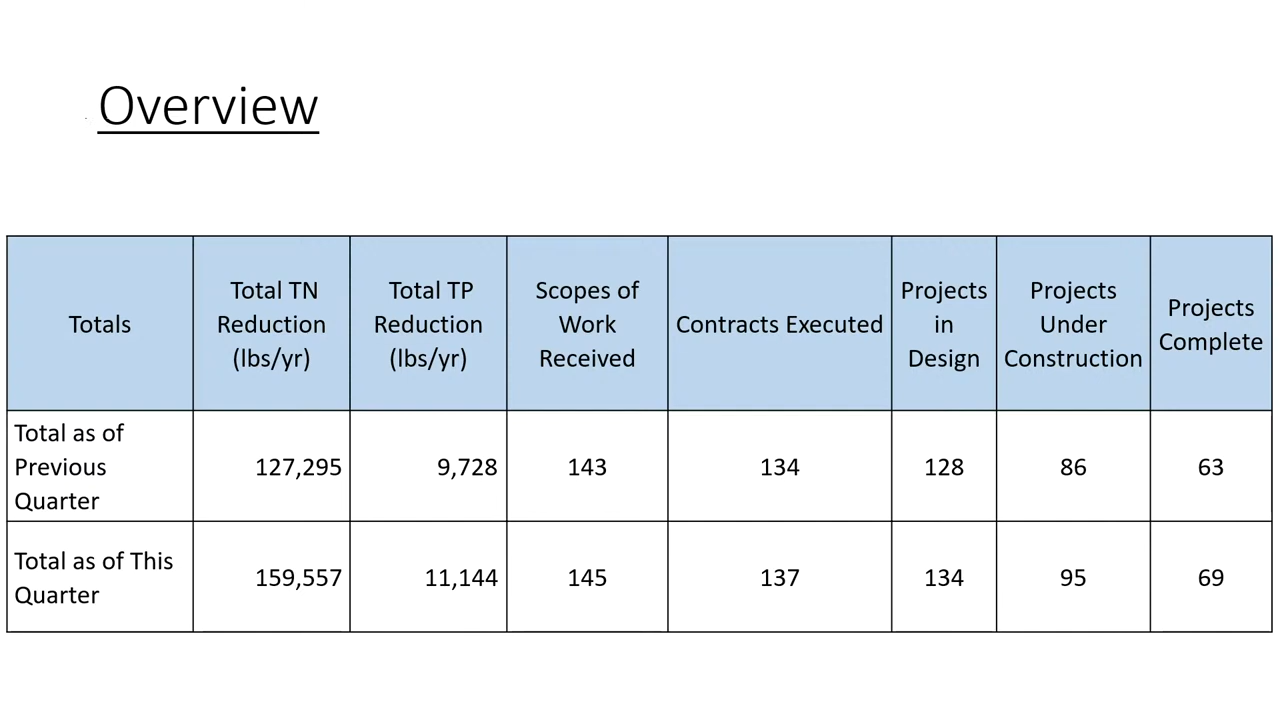 Overview
Totals
Total TN
Reduction
(lbs/yr)
Total TP
Reduction
(lbs/yr)
Scopes of
Work
Received
Contracts Executed
Projects
in
Design
Projects
Under
Construction
Projects
Complete
Total as of
Previous
Quarter
127,295
9,728
143
134
128
86
63
Total as of This
Quarter
159,557
11,144
145
137
134
95
69